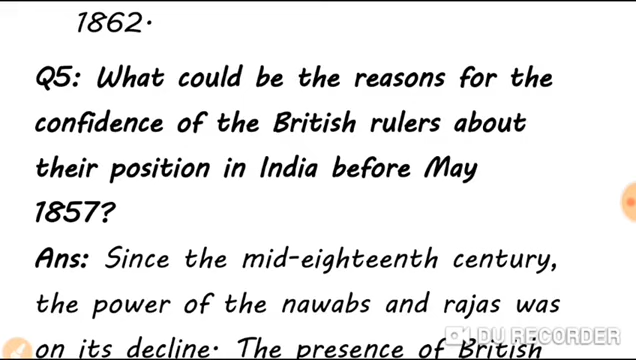 1862.
Q5: What could be the reasons for the
confidence of the British rulers about
their position in India before May
1857?
Ans: Since the mid-eighteenth century,
the power of the nawabs and rajas was
on its decline. The presence of British
DU RECORDER